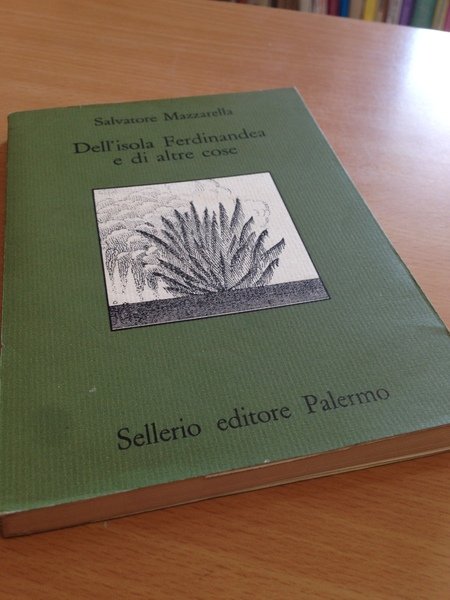 Salvatore Mazzarella
Dell'isola Ferdinandea
e di altre cose
Sellerio editore Palermo